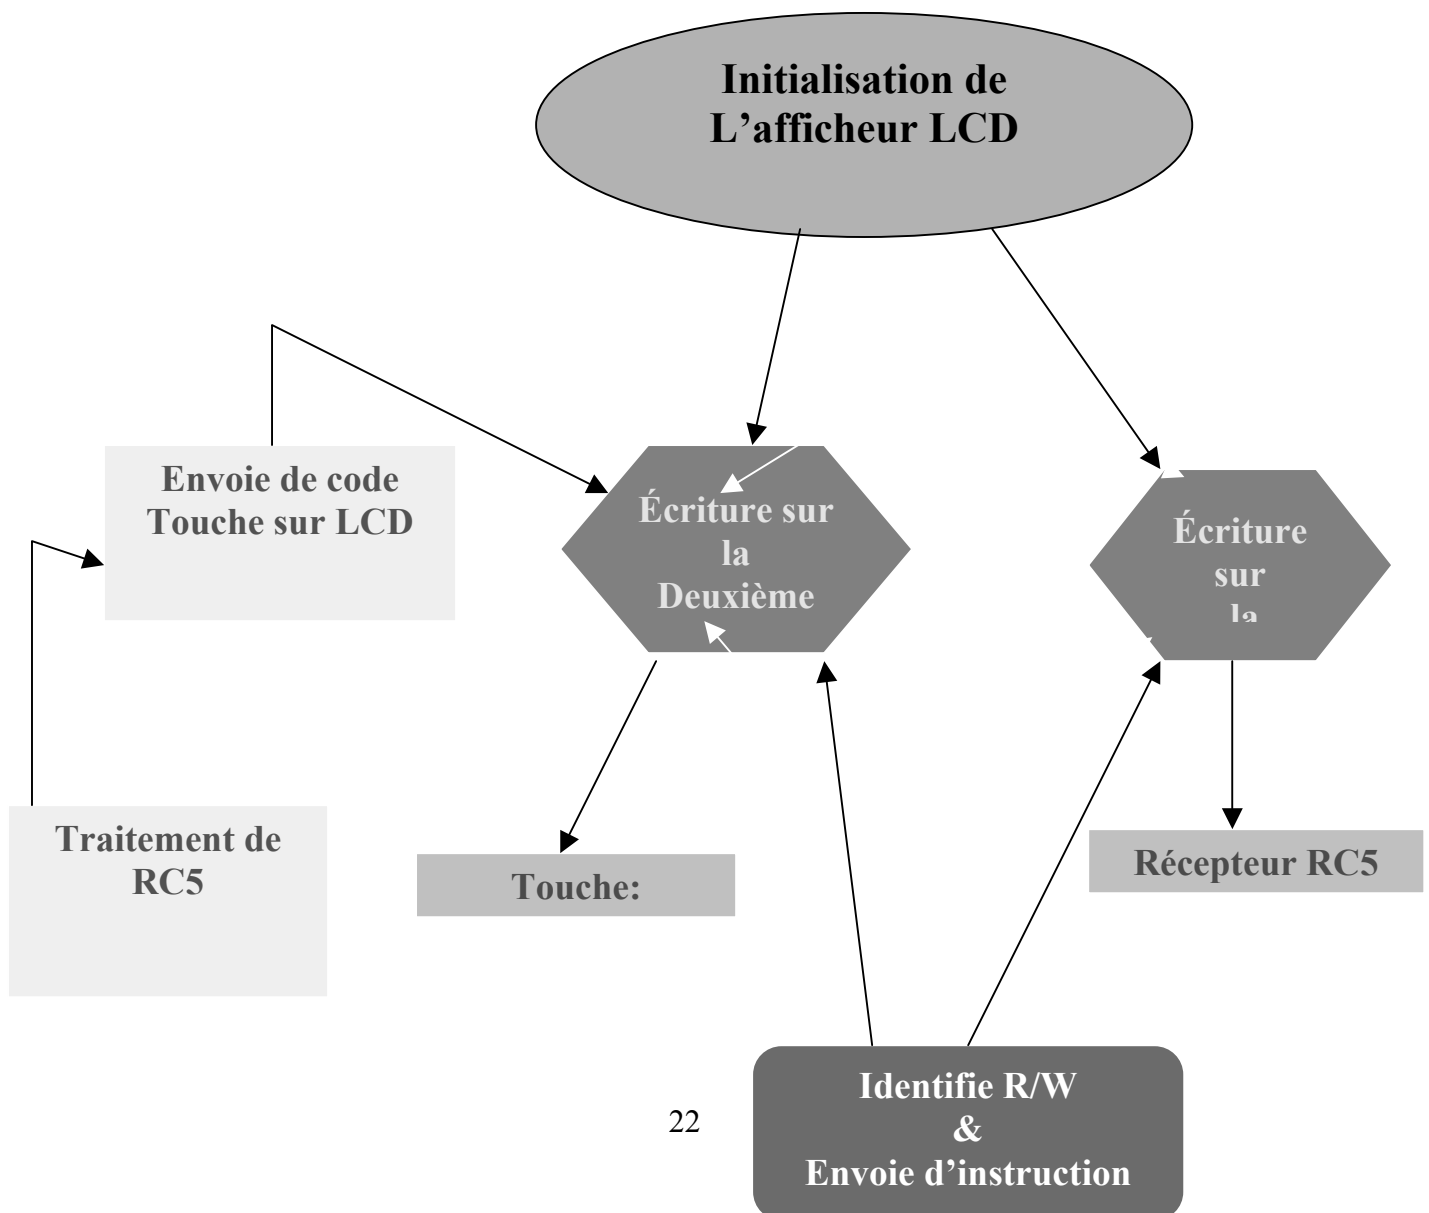 Initialisation de
L’afficheur LCD
Envoie de code
Touche sur LCD
Écriture sur
la
Deuxième
Écriture
sur
la
Traitement de
RC5
Touche:
Récepteur RC5
Identifie R/W
&
Envoie d’instruction
22